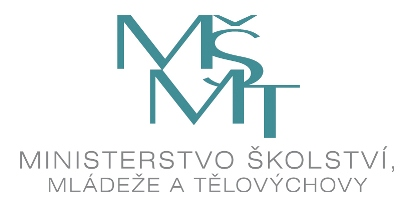 MŠ
MT
MINISTERSTVO ŠKOLSTVÍ,
MLÁDEŽE A TĚLOVÝCHOVY